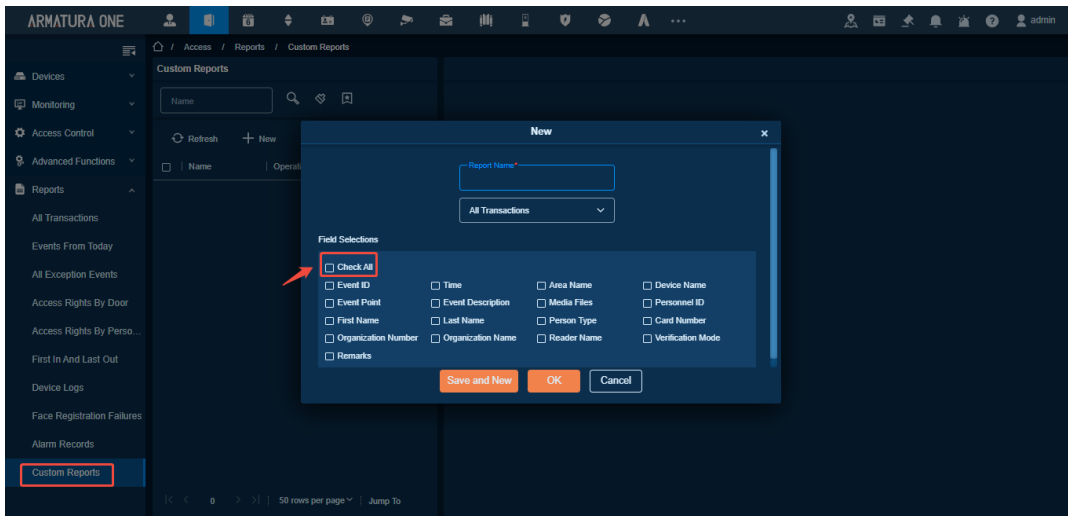 ARMATURA ONE
admin
/ Access / Reports / Custom Reports
Devices
Monitoring
Access Control
Advanced Functions
Reports
All Transactions
Events From Today
All Exception Events
Access Rights By Door
Access Rights By Perso...
First In And Last Out
Device Logs
Face Registration Failures
Alarm Records
Custom Reports
Custom Reports
Name
Refresh
New
Name
Operati
0
50 rows per page
Jump To
New
Report Name*
All Transactions
Field Selections
Check All
Event ID Time Area Name Device Name
Event Point Event Description Media Files Personnel ID
First Name Last Name Person Type Card Number
Organization Number Organization Name Reader Name Verification Mode
Remarks
Save and New OK Cancel